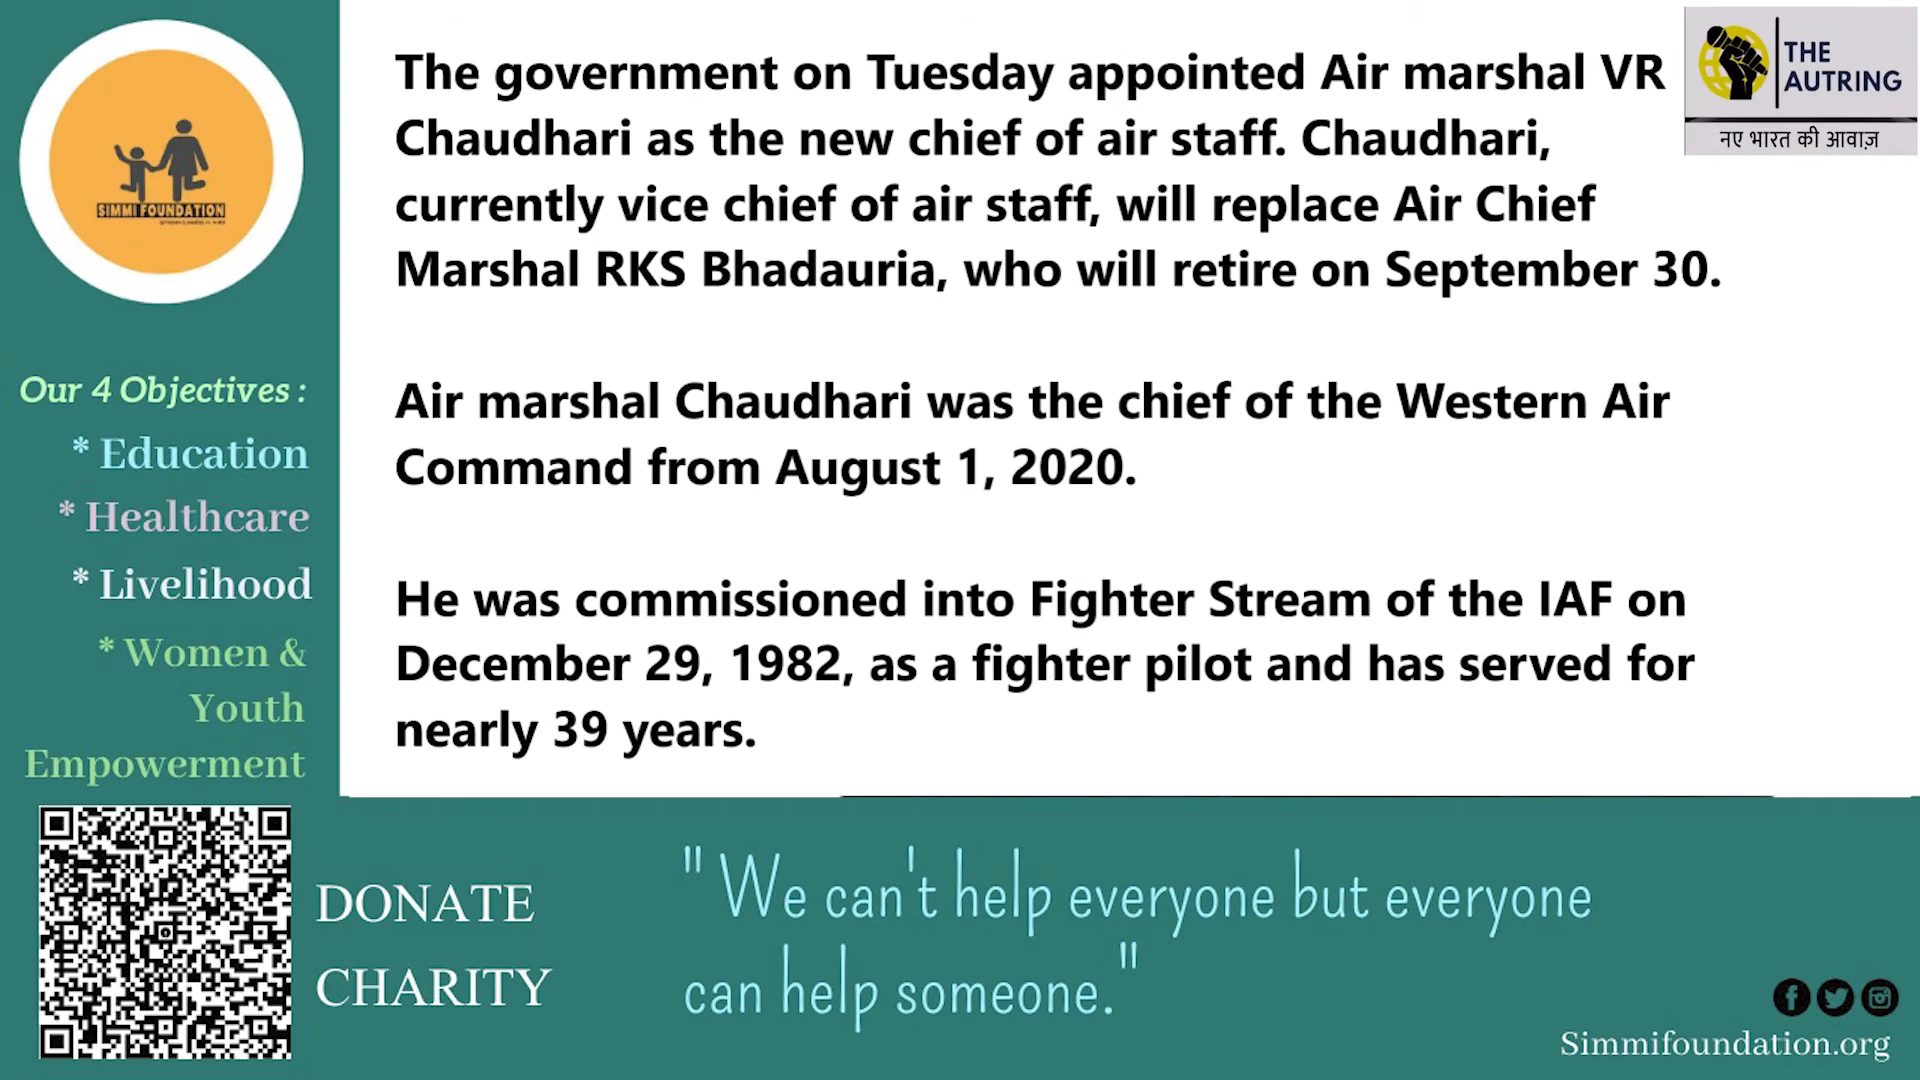 SIMMI FOUNDATION
Our 4 Objectives :
* Education
* Healthcare
* Livelihood
* Women &
Youth
Empowerment
The government on Tuesday appointed Air marshal VR
Chaudhari as the new chief of air staff. Chaudhari,
currently vice chief of air staff, will replace Air Chief
Marshal RKS Bhadauria, who will retire on September 30.
Air marshal Chaudhari was the chief of the Western Air
Command from August 1, 2020.
He was commissioned into Fighter Stream of the IAF on
December 29, 1982, as a fighter pilot and has served for
nearly 39 years.
THE
AUTRING
नए भारत की आवाज़
DONATE
CHARITY
" We can't help everyone but everyone
can help someone."
Simmifoundation.org